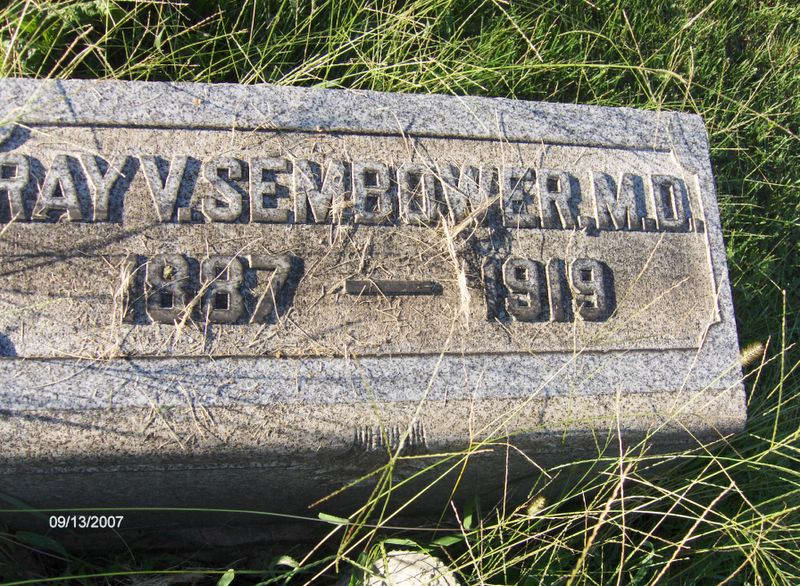 RAY V. SEMBOWER, M.D.
1887 — 1919
09/13/2007